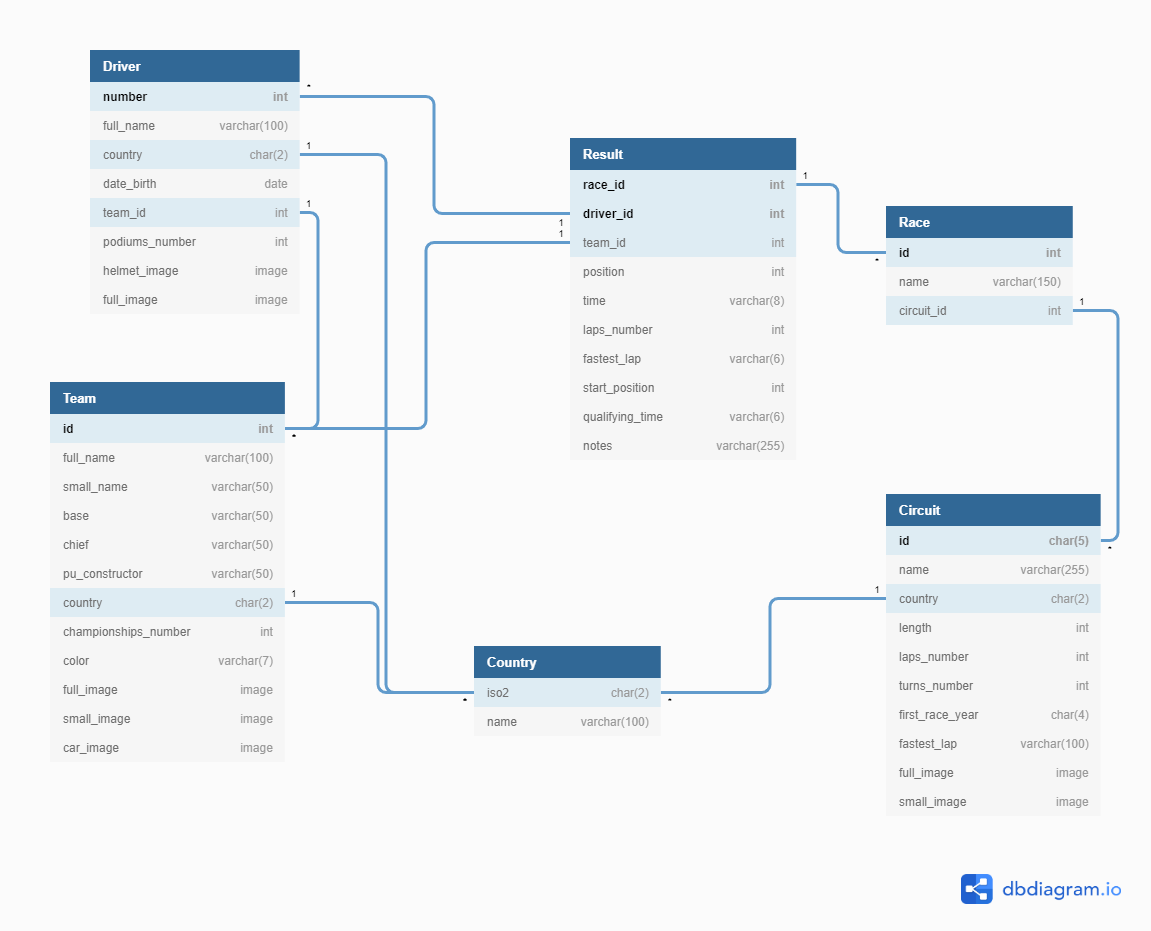 Driver
number int
full_name varchar(100)
country char(2)
date_birth date
team_id int
podiums_number int
helmet_image image
full_image image
*
1
1
Result
race_id int
driver_id int
team_id int
position int
time varchar(8)
laps_number int
fastest_lap varchar(6)
start_position int
qualifying_time varchar(6)
notes varchar(255)
1
1
1
Race
id int
name varchar(150)
circuit_id int
*
1
Team
id int
full_name varchar(100)
small_name varchar(50)
base varchar(50)
chief varchar(50)
pu_constructor varchar(50)
country char(2)
championships_number int
color varchar(7)
full_image image
small_image image
car_image image
*
1
Country
iso2 char(2)
name varchar(100)
*
*
Circuit
id char(5)
name varchar(255)
country char(2)
length int
laps_number int
turns_number int
first_race_year char(4)
fastest_lap varchar(100)
full_image image
small_image image
*
1
dbdiagram.io